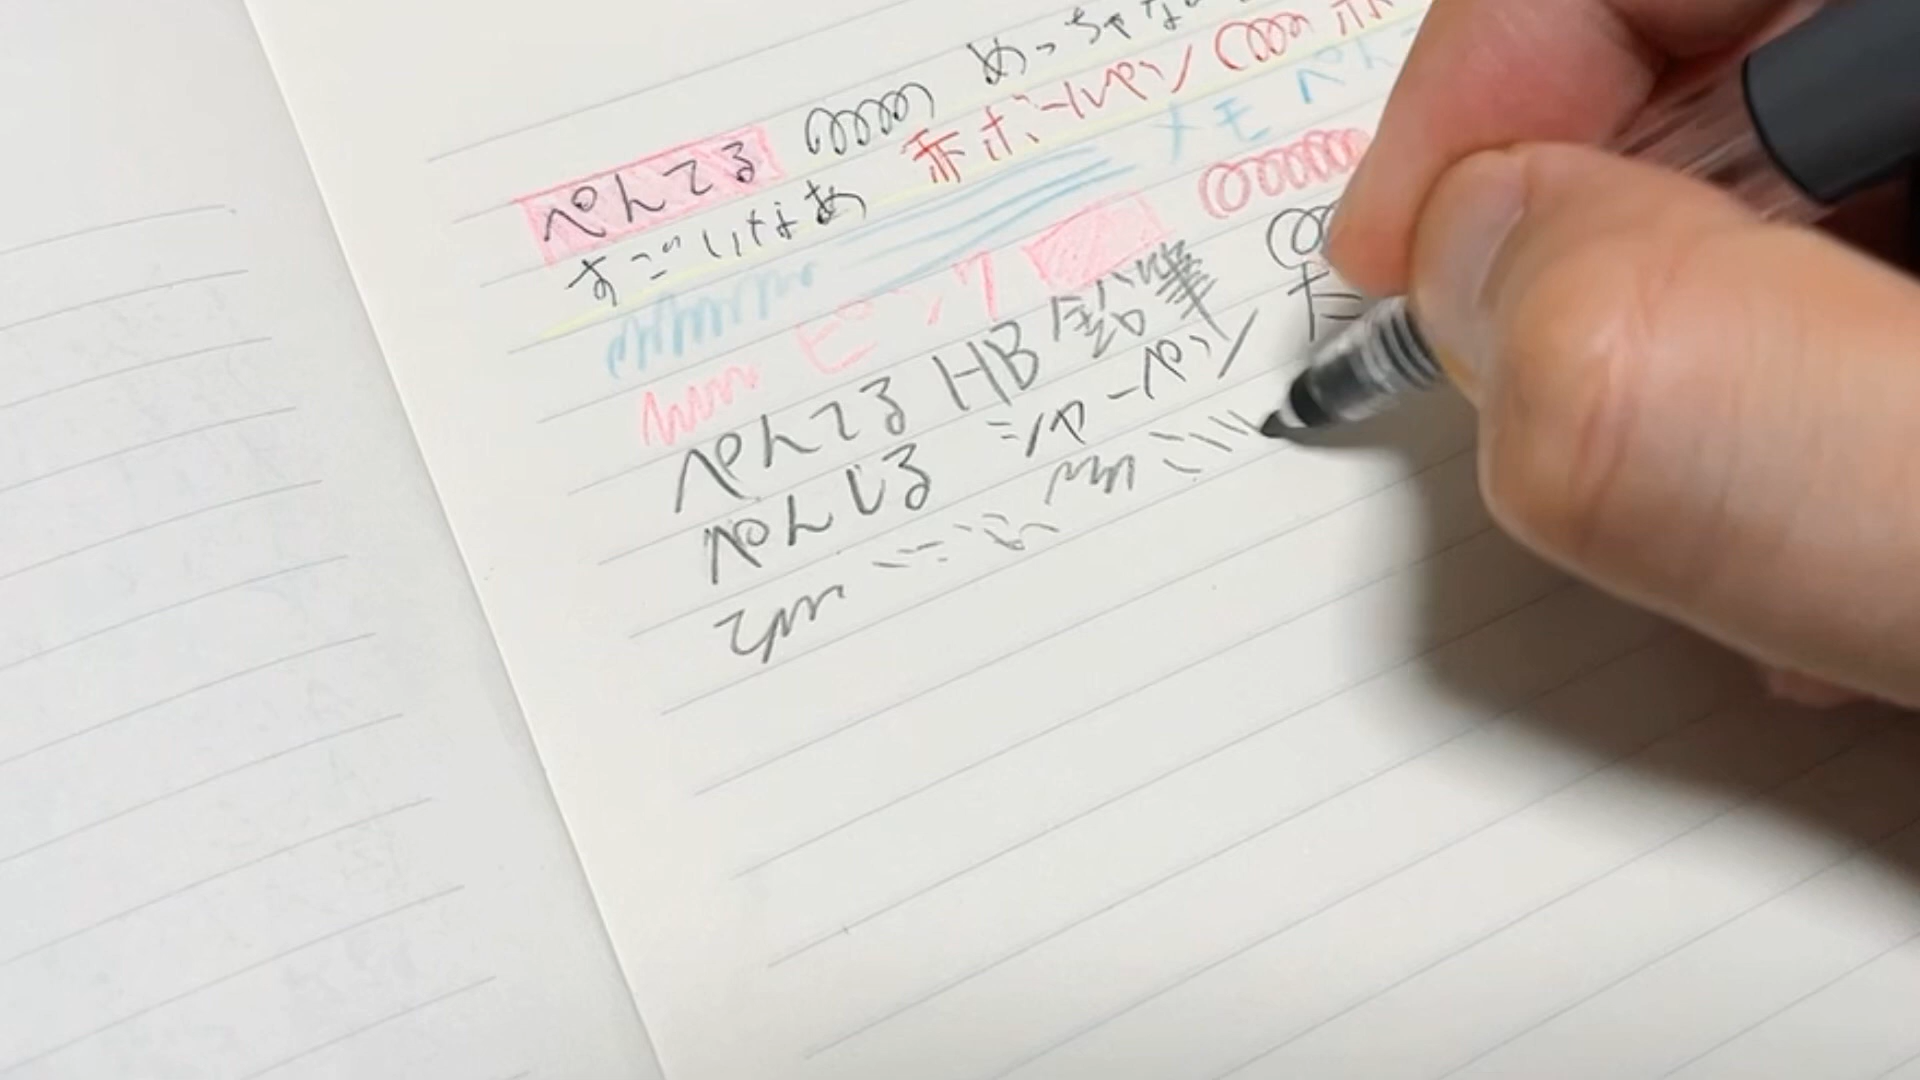 ぺんてる めっちゃな
すごいなあ 赤ボールペン 赤
メモ ぺん
ピンク
ぺんてるHB鉛筆
ぺんじる シャーペン